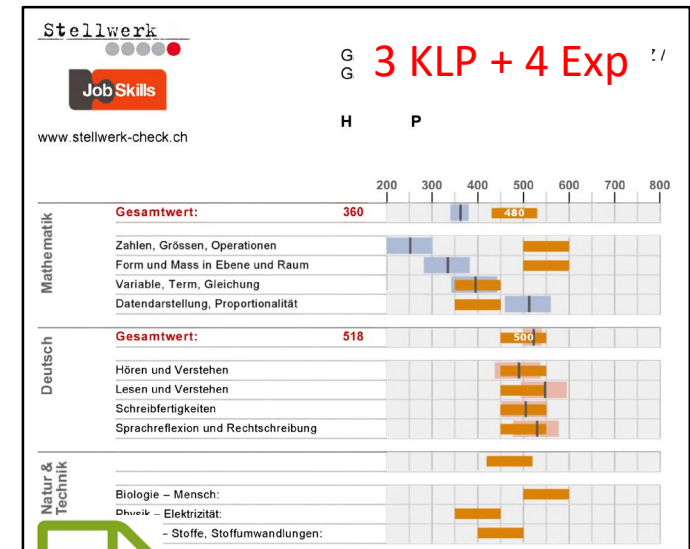 Stellwerk
Job Skills
www.stellwerk-check.ch
G
G
3 KLP + 4 Exp
/
H P
200 300 400 500 600 700 800
Mathematik
Gesamtwert: 360 480
Zahlen, Grössen, Operationen
Form und Mass in Ebene und Raum
Variable, Term, Gleichung
Datendarstellung, Proportionalität
Deutsch
Gesamtwert: 518 500
Hören und Verstehen
Lesen und Verstehen
Schreibfertigkeiten
Sprachreflexion und Rechtschreibung
Natur &
Technik
Biologie – Mensch:
Physik – Elektrizität:
– Stoffe, Stoffumwandlungen: